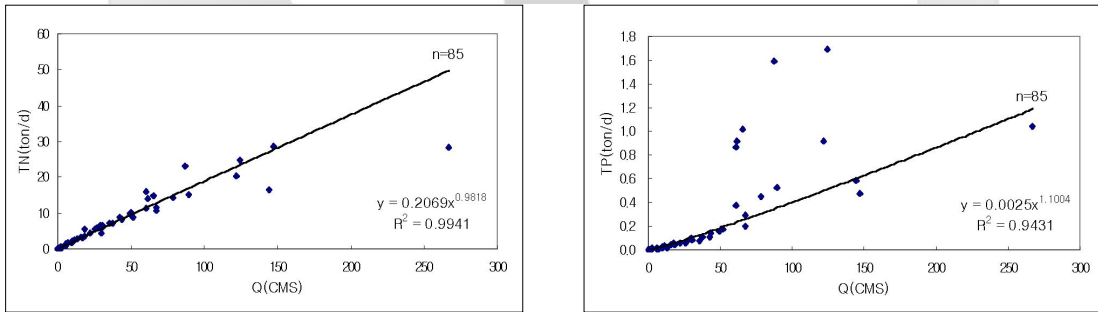 60
50
40
30
20
10
0
TN(ton/d)
0 50 100 150 200 250 300
Q(CMS)
n=85
y = 0.2069x^0.9818
R² = 0.9941
1.8
1.6
1.4
1.2
1.0
0.8
0.6
0.4
0.2
0.0
TP(ton/d)
0 50 100 150 200 250 300
Q(CMS)
n=85
y = 0.0025x^1.1004
R² = 0.9431